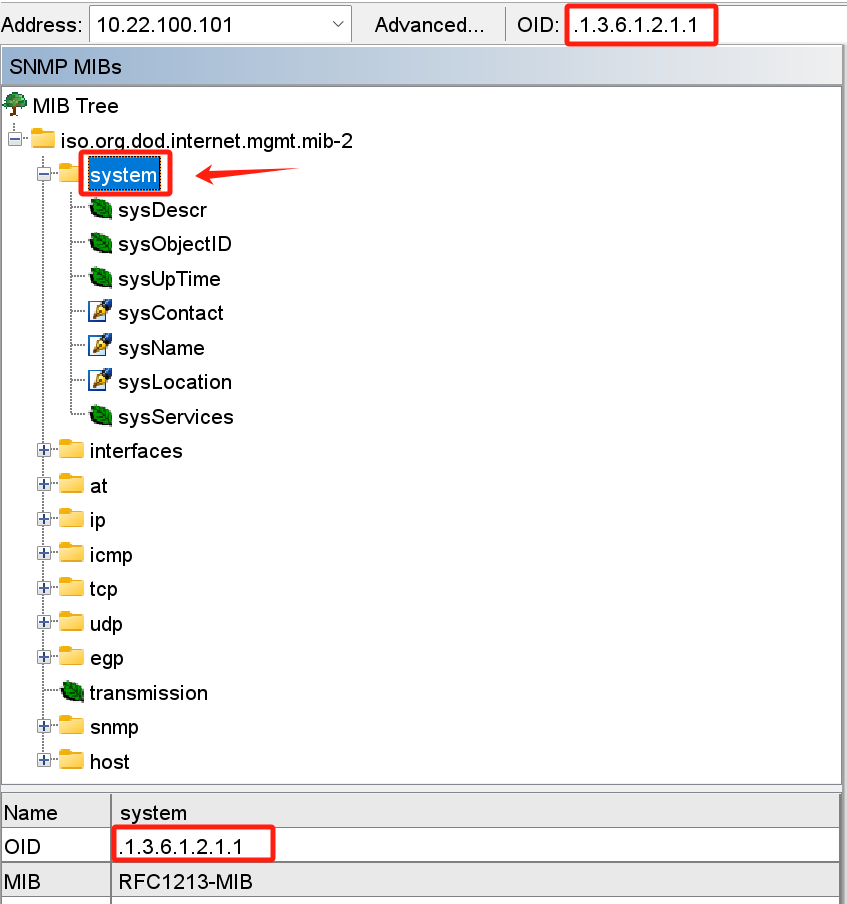 Address: 10.22.100.101 Advanced... OID: .1.3.6.1.2.1.1
SNMP MIBs
MIB Tree
iso.org.dod.internet.mgmt.mib-2
system
sysDescr
sysObjectID
sysUpTime
sysContact
sysName
sysLocation
sysServices
interfaces
at
ip
icmp
tcp
udp
egp
transmission
snmp
host
Name system
OID .1.3.6.1.2.1.1
MIB RFC1213-MIB